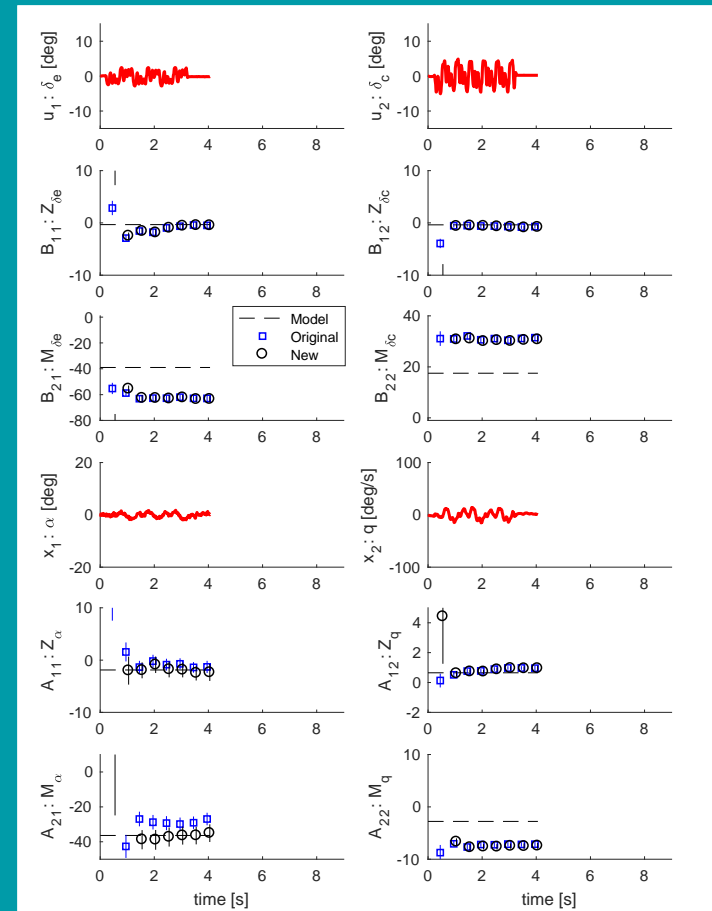 10
0
-10
u1: δe [deg]
0 2 4 6 8
10
0
-10
u2: δc [deg]
0 2 4 6 8
10
0
-10
B11: Zδe
0 2 4 6 8
10
0
-10
B12: Zδc
0 2 4 6 8
0
-20
-40
-60
-80
B21: Mδe
0 2 4 6 8
Model
Original
New
40
20
0
B22: Mδc
0 2 4 6 8
20
0
-20
x1: α [deg]
0 2 4 6 8
100
0
-100
x2: q [deg/s]
0 2 4 6 8
10
0
-10
A11: Zα
0 2 4 6 8
4
2
0
-2
A12: Zq
0 2 4 6 8
0
-20
-40
A21: Mα
0 2 4 6 8
time [s]
10
0
-10
A22: Mq
0 2 4 6 8
time [s]